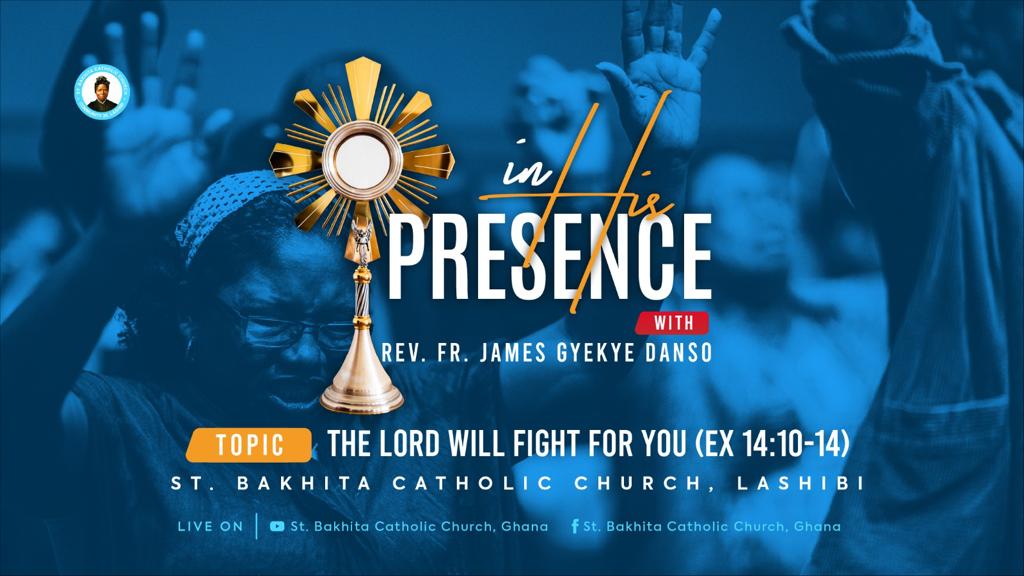 in His
PRESENCE
WITH
REV. FR. JAMES GYEKYE DANSO
TOPIC THE LORD WILL FIGHT FOR YOU (EX 14:10-14)
ST. BAKHITA CATHOLIC CHURCH, LASHIBI
LIVE ON St. Bakhita Catholic Church, Ghana f St. Bakhita Catholic Church, Ghana